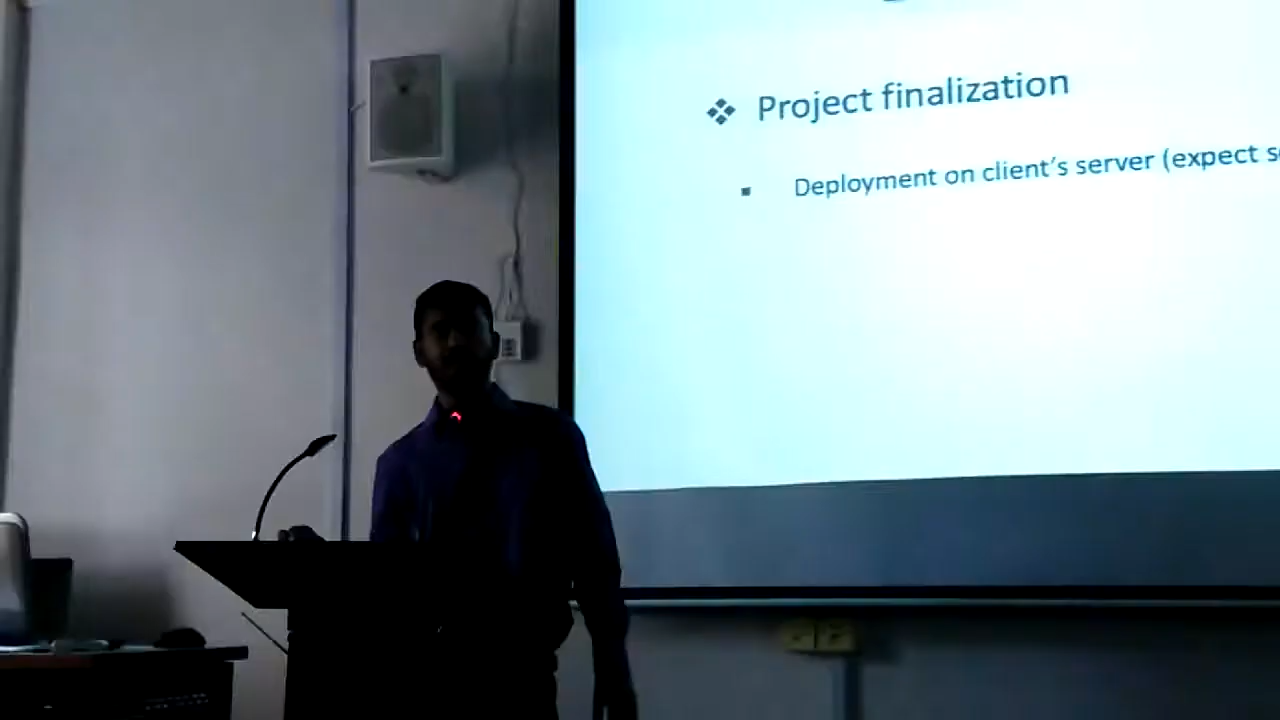 Project finalization
Deployment on client's server (expect